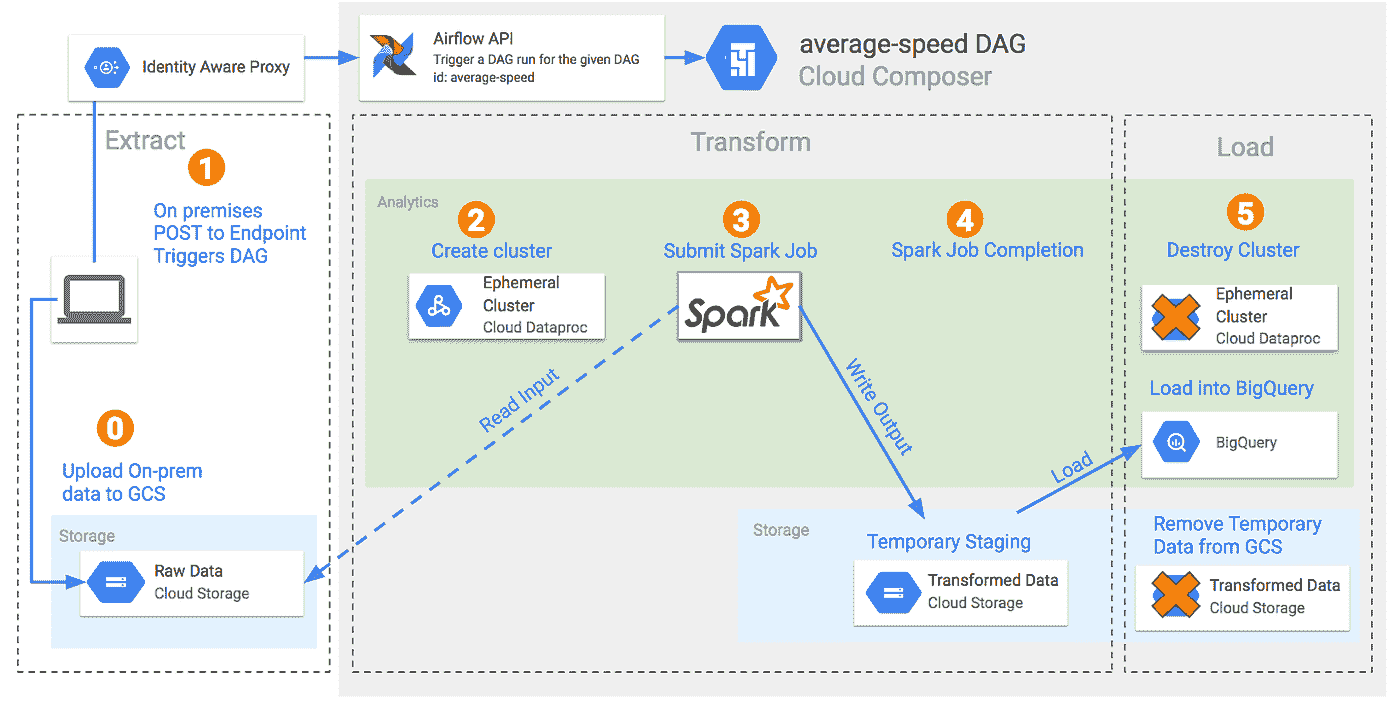 Identity Aware Proxy
Airflow API
Trigger a DAG run for the given DAG
id: average-speed
average-speed DAG
Cloud Composer
Extract
1
On premises
POST to Endpoint
Triggers DAG
0
Upload On-prem
data to GCS
Storage
Raw Data
Cloud Storage
Transform
Analytics
2
Create cluster
Ephemeral
Cluster
Cloud Dataproc
3
Submit Spark Job
Spark
4
Spark Job Completion
Read Input
Write Output
Load
Storage
Temporary Staging
Transformed Data
Cloud Storage
Load
5
Destroy Cluster
Ephemeral
Cluster
Cloud Dataproc
Load into BigQuery
BigQuery
Remove Temporary
Data from GCS
Transformed Data
Cloud Storage